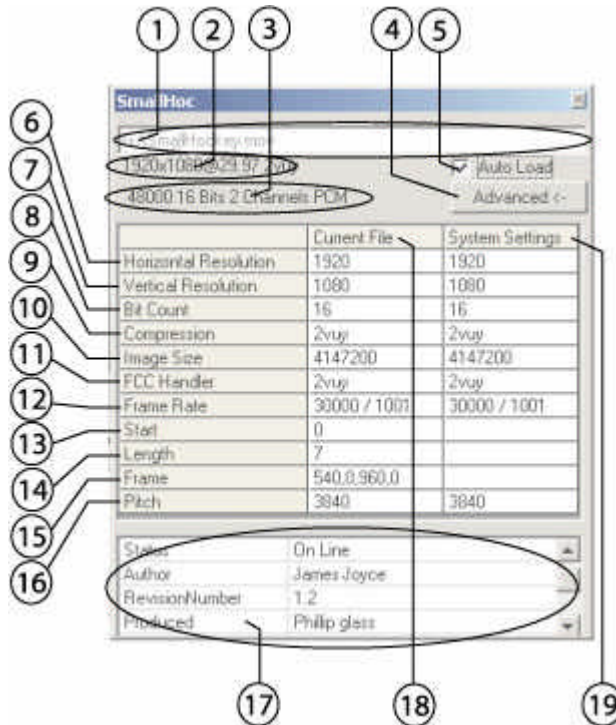 1 2 3 4 5
SmallHoc
1920x1080@29.97 2vuy
Auto Load
48000 16 Bits 2 Channels PCM
Advanced <-
Current File System Settings
6 Horizontal Resolution 1920 1920
7 Vertical Resolution 1080 1080
8 Bit Count 16 16
9 Compression 2vuy 2vuy
10 Image Size 4147200 4147200
11 FCC Handler 2vuy 2vuy
12 Frame Rate 30000 / 1001 30000 / 1001
13 Start 0
14 Length 7
15 Frame 540,0,960,0
16 Pitch 3840 3840
Status On Line
Author James Joyce
RevisionNumber 1.2
Produced Phillip glass
17 18 19